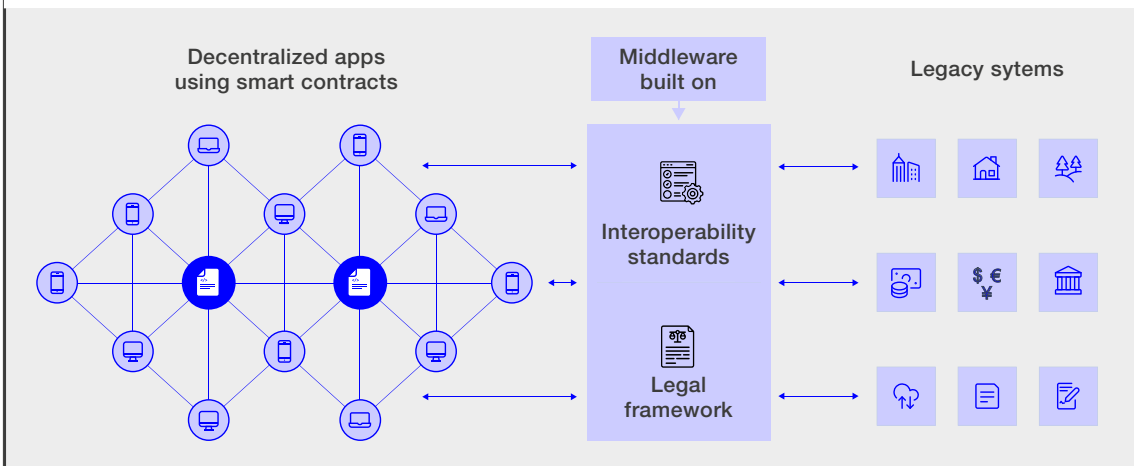 Decentralized apps
using smart contracts
Middleware
built on
Legacy sytems
Interoperability
standards
$ €
¥
Legal
framework